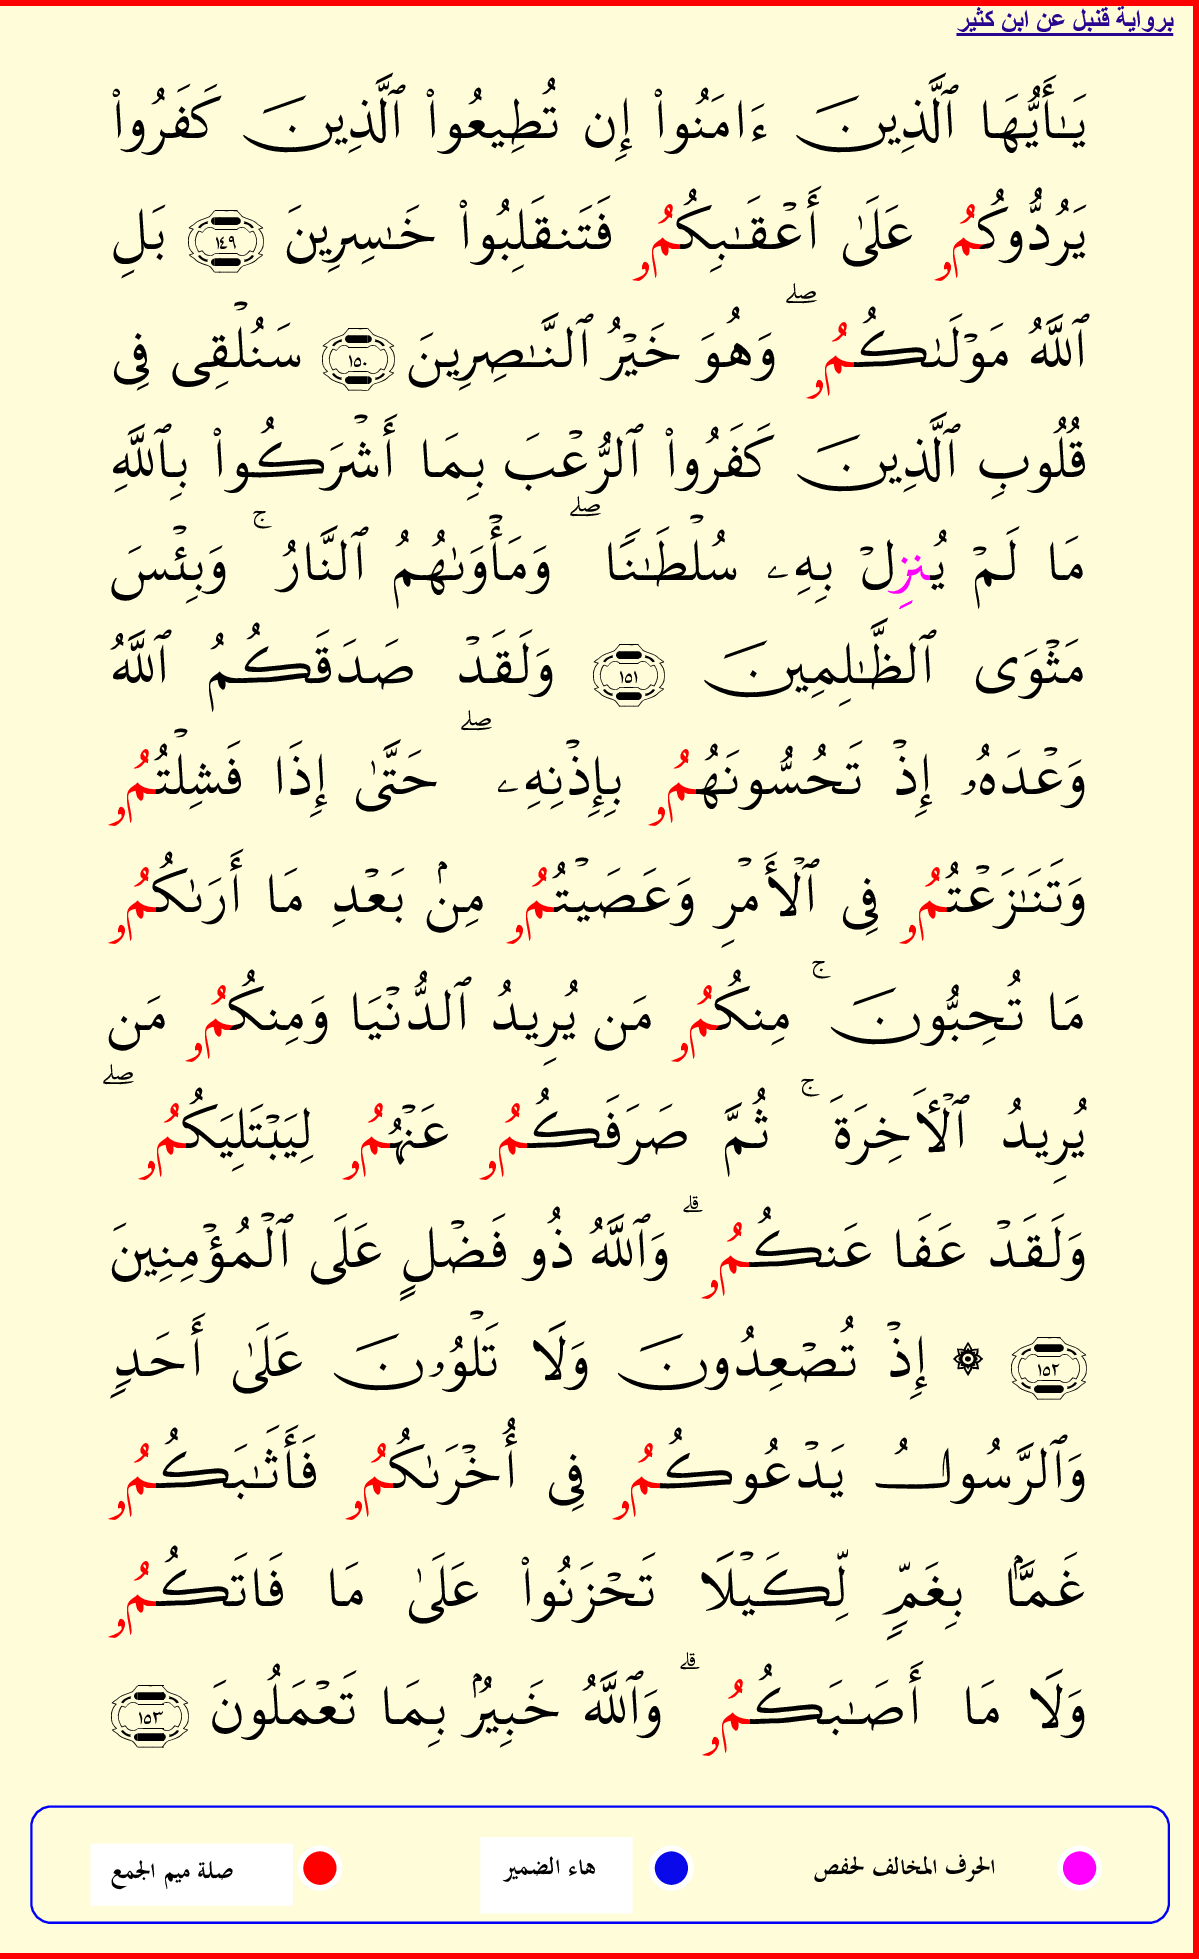 برواية قنبل عن ابن كثير
يَـٰٓأَيُّهَا ٱلَّذِينَ ءَامَنُوا۟ إِن تُطِيعُوا۟ ٱلَّذِينَ كَفَرُوا۟
يَرُدُّوكُمُۥ عَلَىٰ أَعْقَـٰبِكُمُۥ فَتَنقَلِبُوا۟ خَـٰسِرِينَ ١٤٩ بَلِ
ٱللَّهُ مَوْلَىٰكُمُۥ ۖ وَهُوَ خَيْرُ ٱلنَّـٰصِرِينَ ١٥٠ سَنُلْقِى فِى
قُلُوبِ ٱلَّذِينَ كَفَرُوا۟ ٱلرُّعْبَ بِمَا أَشْرَكُوا۟ بِٱللَّهِ
مَا لَمْ يُنزِلْ بِهِۦ سُلْطَـٰنًا ۖ وَمَأْوَىٰهُمُ ٱلنَّارُ ۚ وَبِئْسَ
مَثْوَى ٱلظَّـٰلِمِينَ ١٥١ وَلَقَدْ صَدَقَكُمُ ٱللَّهُ
وَعْدَهُۥ إِذْ تَحُسُّونَهُمُۥ بِإِذْنِهِۦ ۖ حَتَّىٰ إِذَا فَشِلْتُمُۥ
وَتَنَـٰزَعْتُمُۥ فِى ٱلْأَمْرِ وَعَصَيْتُمُۥ مِنۢ بَعْدِ مَا أَرَىٰكُمُۥ
مَا تُحِبُّونَ ۚ مِنكُمُۥ مَن يُرِيدُ ٱلدُّنْيَا وَمِنكُمُۥ مَن
يُرِيدُ ٱلْـَٔاخِرَةَ ۚ ثُمَّ صَرَفَكُمُۥ عَنْهُمُۥ لِيَبْتَلِيَكُمُۥ ۖ
وَلَقَدْ عَفَا عَنكُمُۥ ۗ وَٱللَّهُ ذُو فَضْلٍ عَلَى ٱلْمُؤْمِنِينَ
١٥٢ ۞ إِذْ تُصْعِدُونَ وَلَا تَلْوُۥنَ عَلَىٰ أَحَدٍ
وَٱلرَّسُولُ يَدْعُوكُمُۥ فِى أُخْرَىٰكُمُۥ فَأَثَـٰبَكُمُۥ
غَمًّۢا بِغَمٍّ لِّكَيْلَا تَحْزَنُوا۟ عَلَىٰ مَا فَاتَكُمُۥ
وَلَا مَا أَصَـٰبَكُمُۥ ۗ وَٱللَّهُ خَبِيرٌۢ بِمَا تَعْمَلُونَ ١٥٣
الحرف المخالف لحفص هاء الضمير صلة ميم الجمع